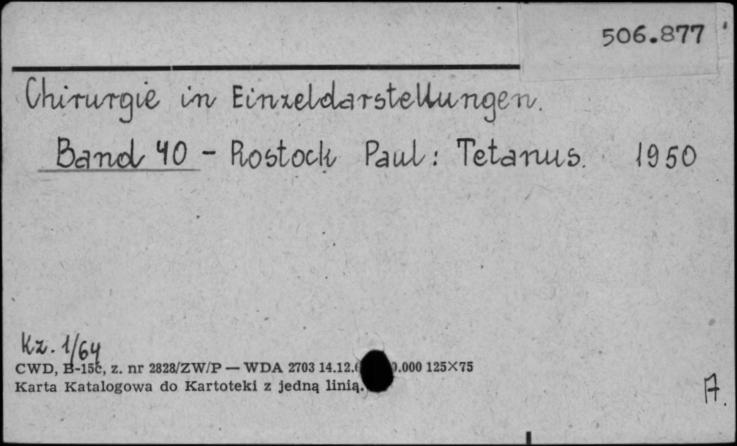 506.877
Chirurgie in Einzeldarstellungen.
Band 40 - Rostock Paul: Tetanus. 1950
Kz. 1/64
CWD, B-15c, z. nr 2828/ZW/P — WDA 2703 14.12. .000 125×75
Karta Katalogowa do Kartoteki z jedną linią.
A.